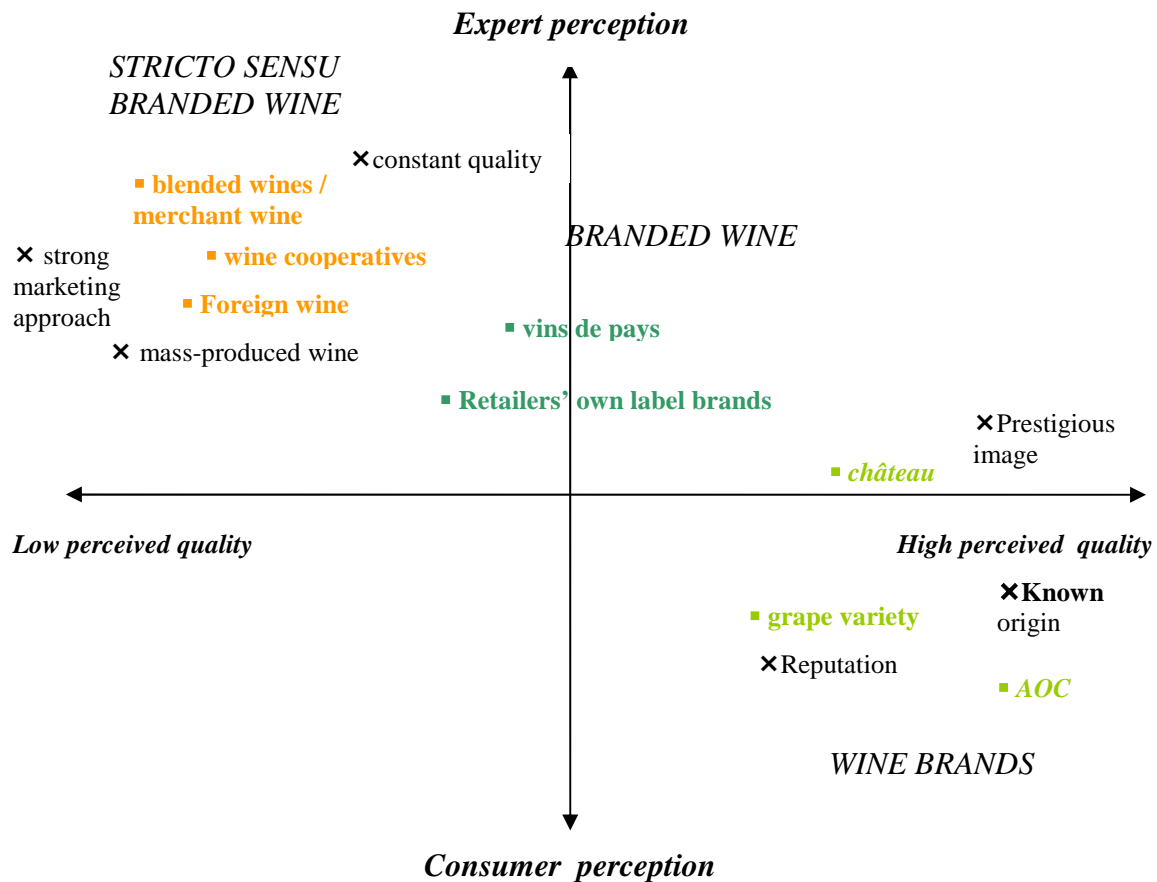 Expert perception
STRICTO SENSU
BRANDED WINE
×constant quality
▪ blended wines /
merchant wine
BRANDED WINE
× strong
marketing
approach
▪ wine cooperatives
▪ Foreign wine
▪ vins de pays
× mass-produced wine
▪ Retailers’ own label brands
×Prestigious
image
▪ château
Low perceived quality
High perceived quality
×Known
origin
▪ grape variety
×Reputation
▪ AOC
WINE BRANDS
Consumer perception